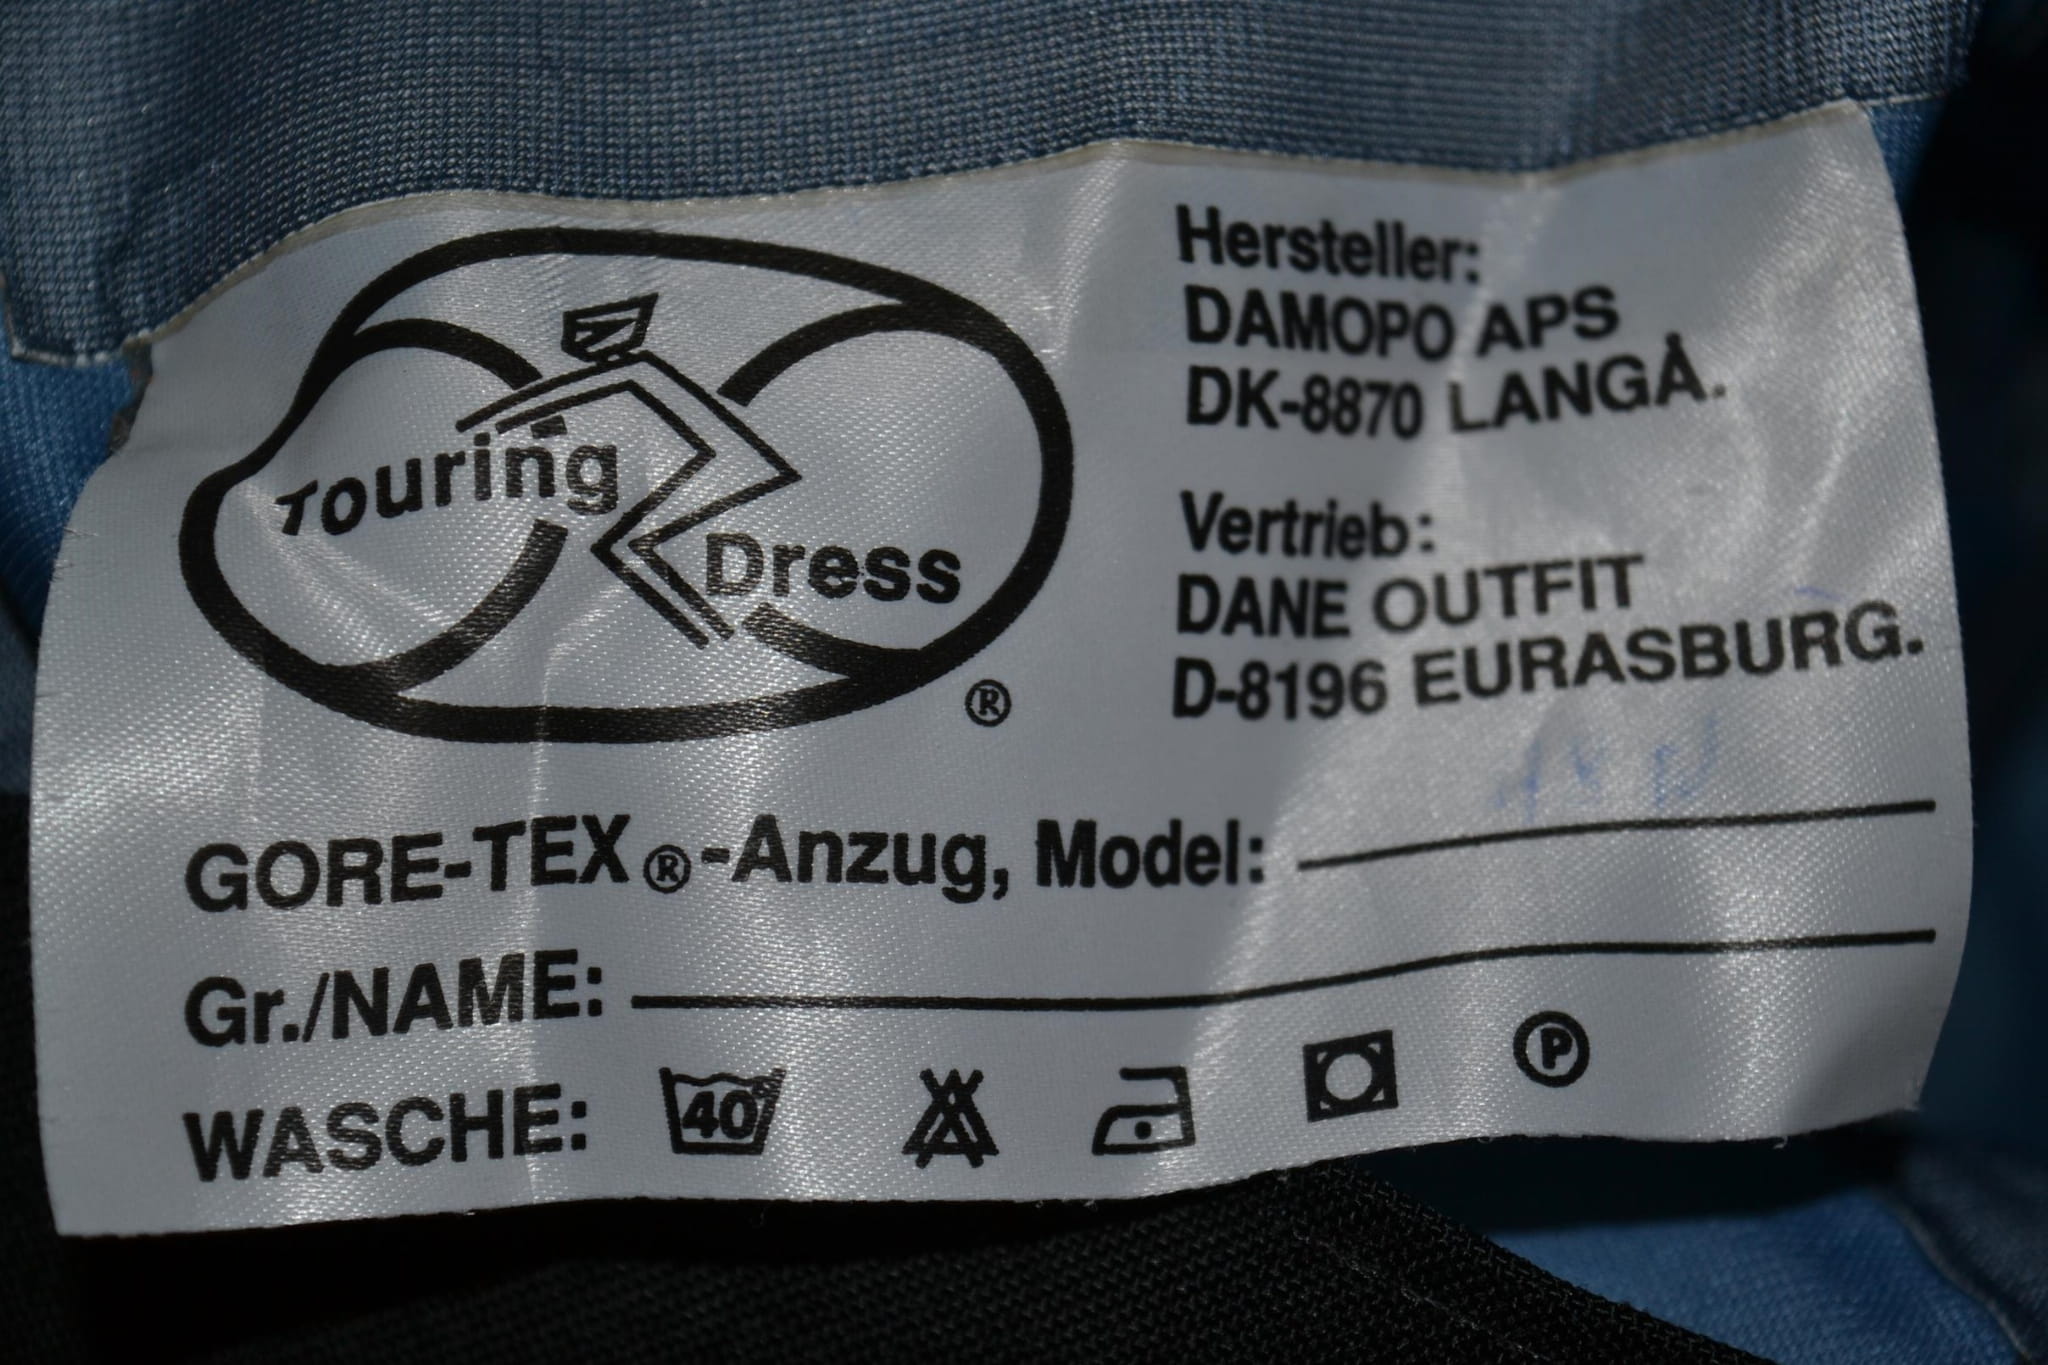 Touring
Dress
®
Hersteller:
DAMOPO APS
DK-8870 LANGÅ.
Vertrieb:
DANE OUTFIT
D-8196 EURASBURG.
GORE-TEX®-Anzug, Model:
Gr./NAME:
WASCHE: 40° P